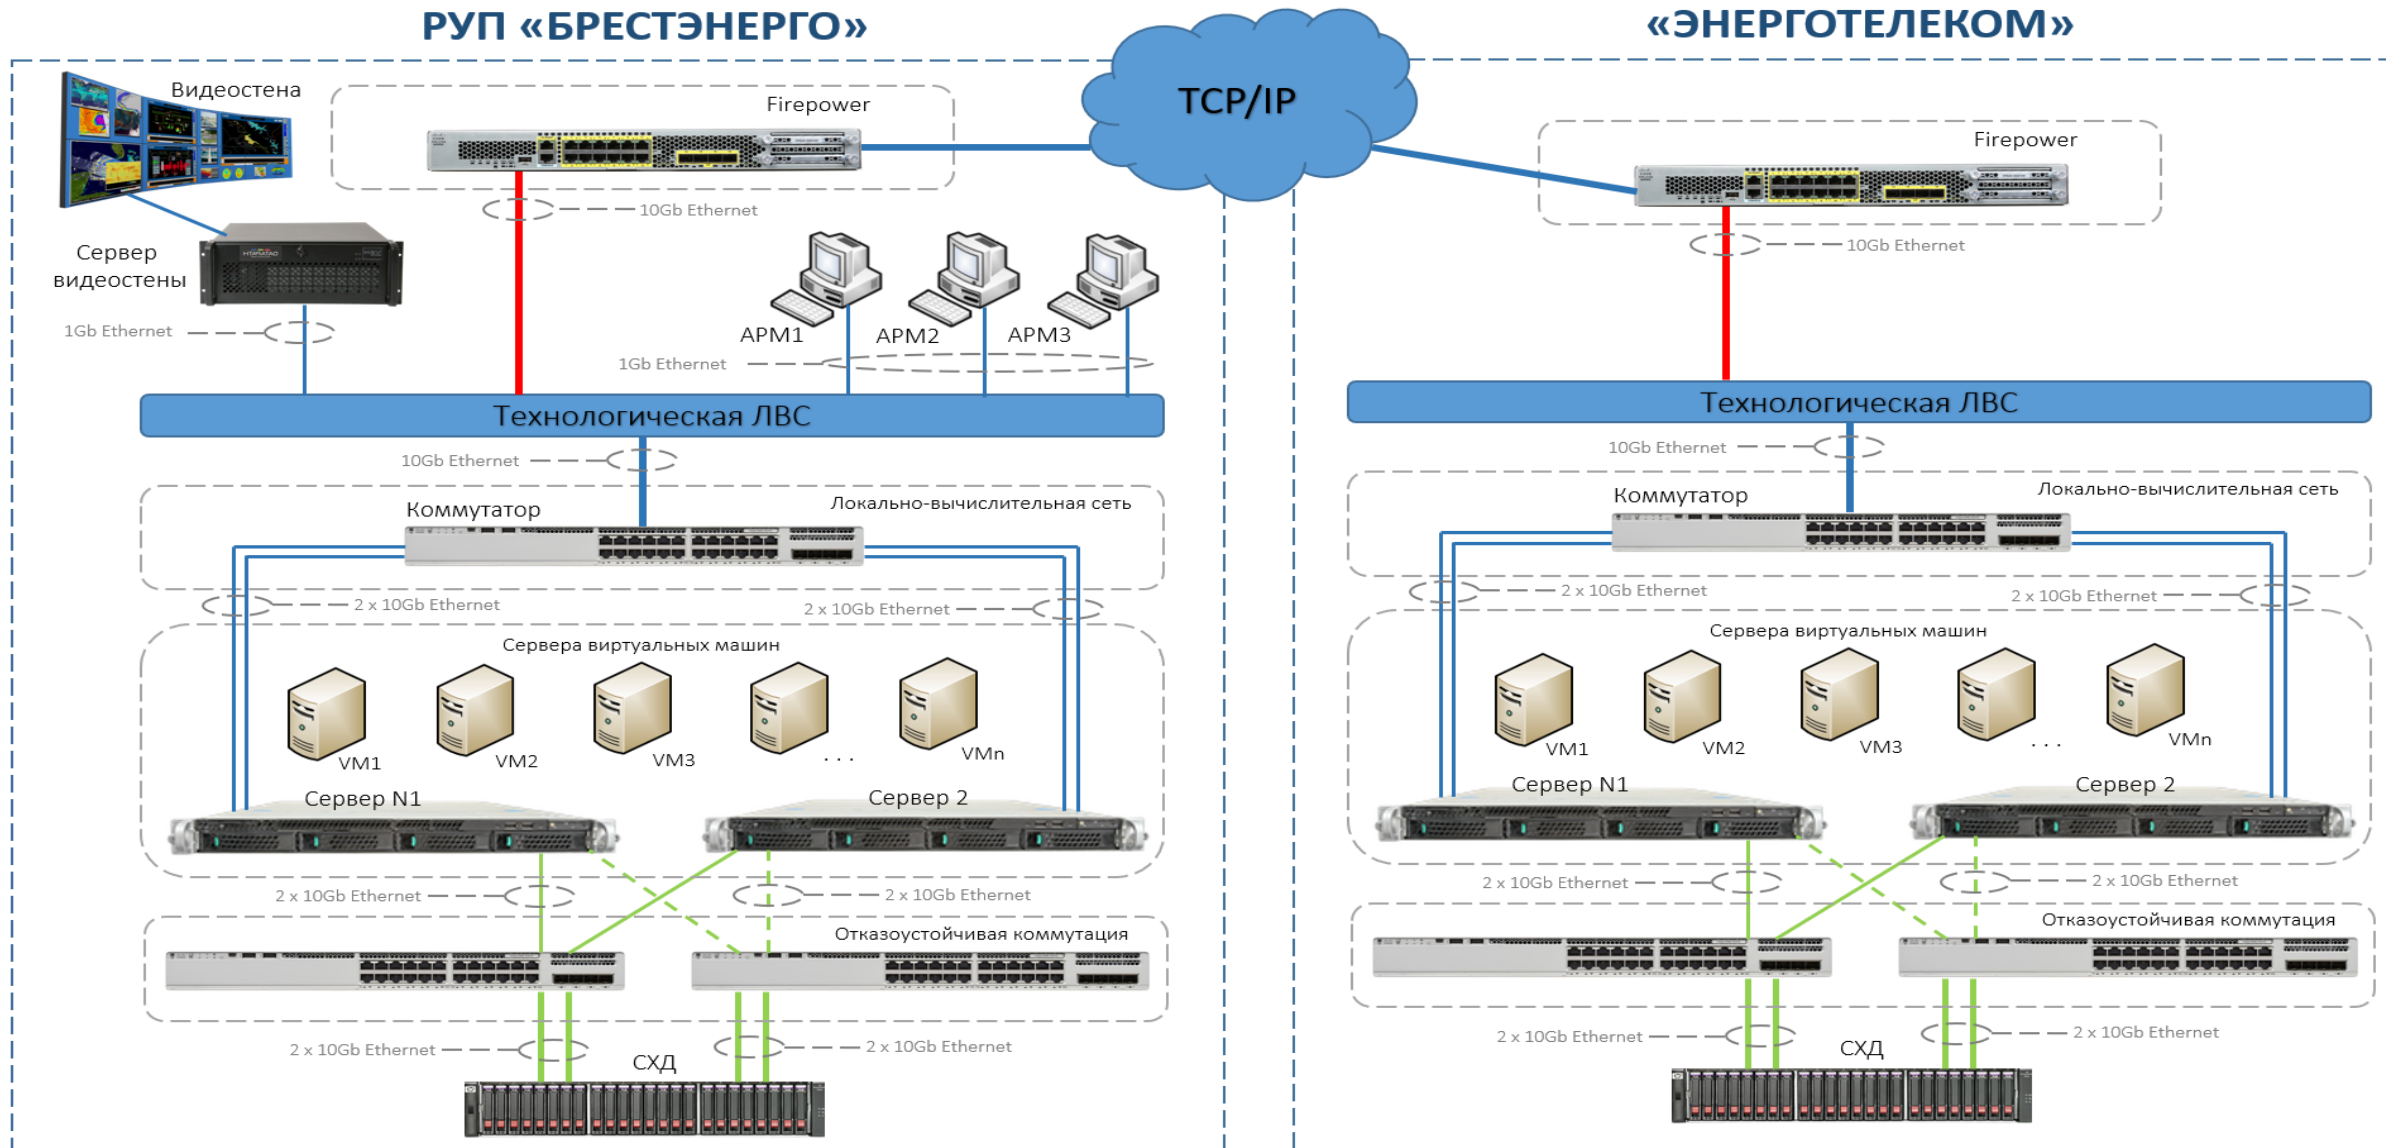 РУП «БРЕСТЭНЕРГО»
Видеостена
Firepower
10Gb Ethernet
Сервер
видеостены
1Gb Ethernet
АРМ1
АРМ2
АРМ3
1Gb Ethernet
Технологическая ЛВС
10Gb Ethernet
Коммутатор
Локально-вычислительная сеть
2 x 10Gb Ethernet
2 x 10Gb Ethernet
Сервера виртуальных машин
VM1
VM2
VM3
. . .
VMn
Сервер N1
Сервер 2
2 x 10Gb Ethernet
2 x 10Gb Ethernet
Отказоустойчивая коммутация
2 x 10Gb Ethernet
2 x 10Gb Ethernet
СХД
TCP/IP
«ЭНЕРГОТЕЛЕКОМ»
Firepower
10Gb Ethernet
Технологическая ЛВС
10Gb Ethernet
Коммутатор
Локально-вычислительная сеть
2 x 10Gb Ethernet
2 x 10Gb Ethernet
Сервера виртуальных машин
VM1
VM2
VM3
. . .
VMn
Сервер N1
Сервер 2
2 x 10Gb Ethernet
2 x 10Gb Ethernet
Отказоустойчивая коммутация
2 x 10Gb Ethernet
2 x 10Gb Ethernet
СХД